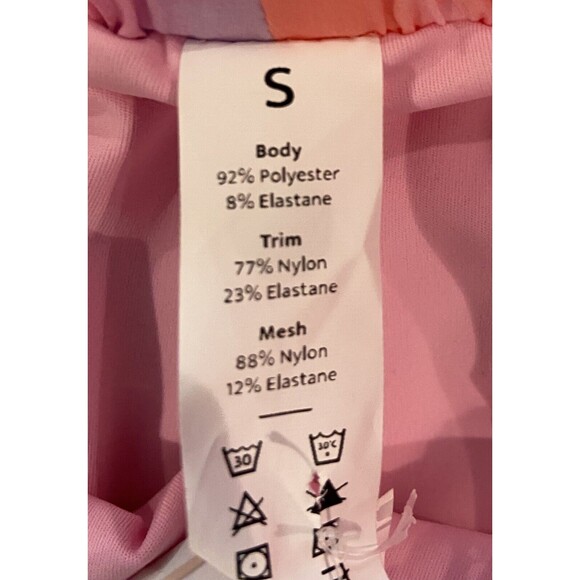 S
Body
92% Polyester
8% Elastane
Trim
77% Nylon
23% Elastane
Mesh
88% Nylon
12% Elastane
30 30°C